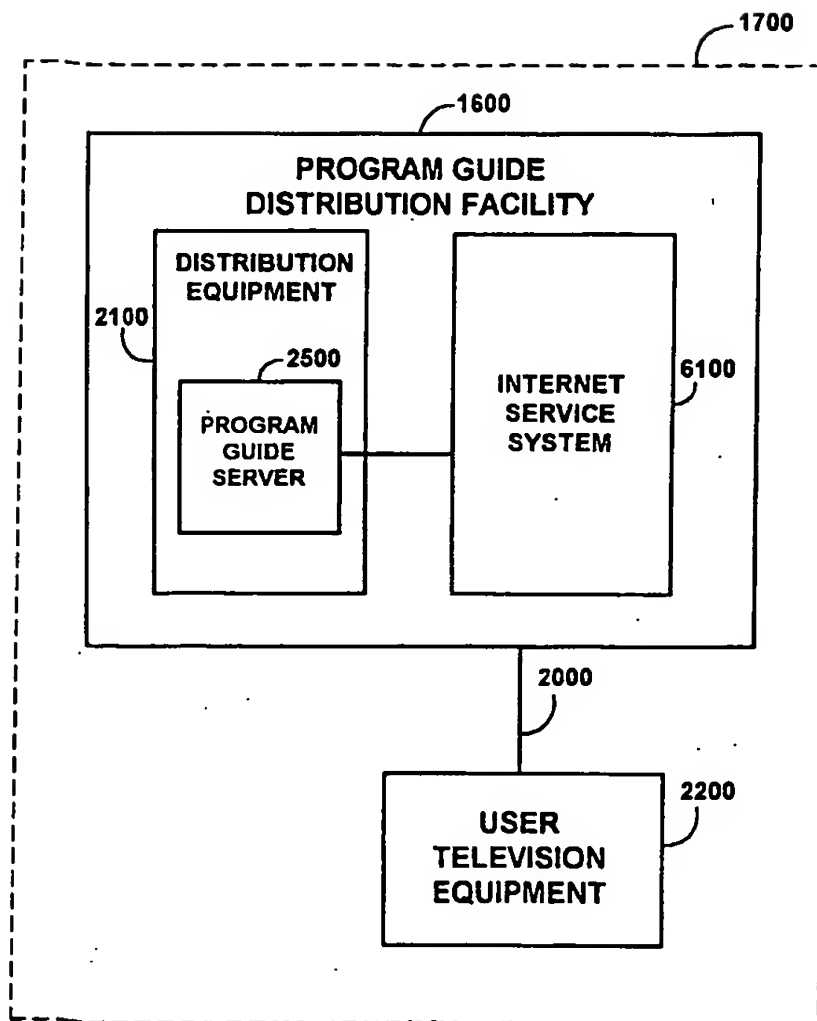 1700
1600
PROGRAM GUIDE
DISTRIBUTION FACILITY
DISTRIBUTION
EQUIPMENT
2100
2500
PROGRAM
GUIDE
SERVER
INTERNET
SERVICE
SYSTEM
6100
2000
2200
USER
TELEVISION
EQUIPMENT